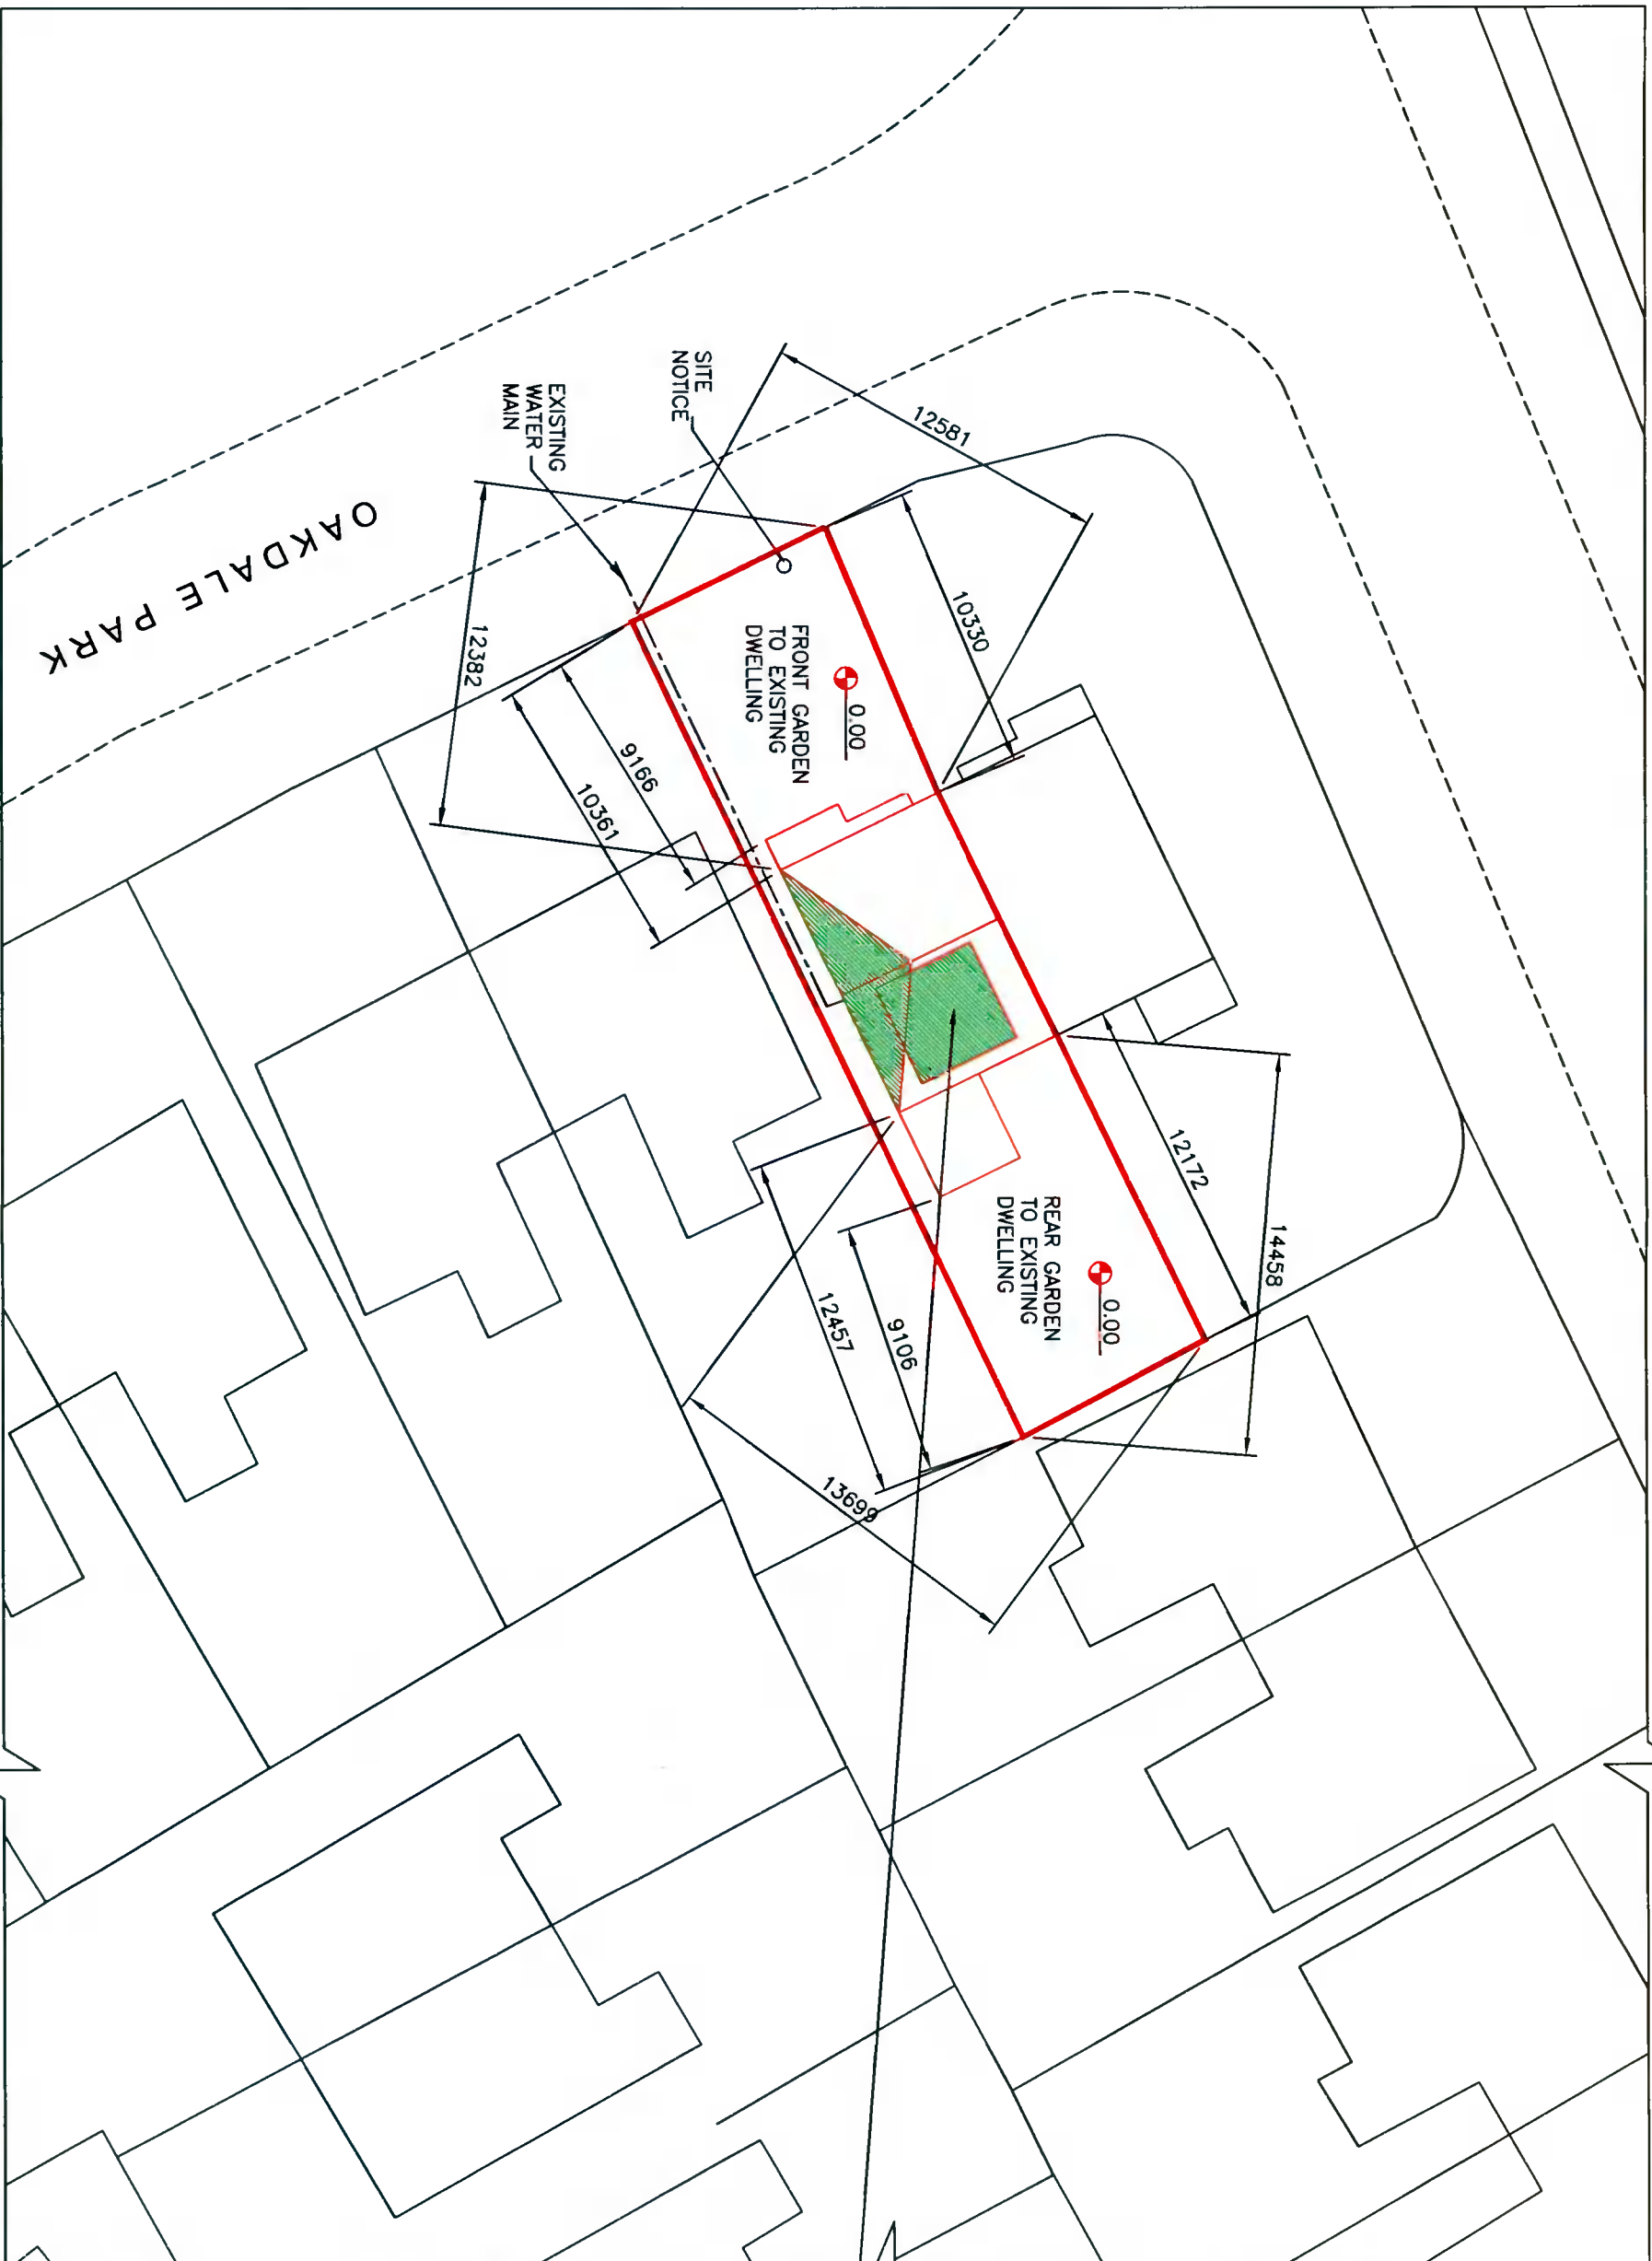 12581
SITE
NOTICE
EXISTING
WATER
MAIN
10330
OAKDALE PARK
12382
FRONT GARDEN
TO EXISTING
DWELLING
0.00
9166
10361
12172
14458
REAR GARDEN
TO EXISTING
DWELLING
0.00
12457
9106
13699